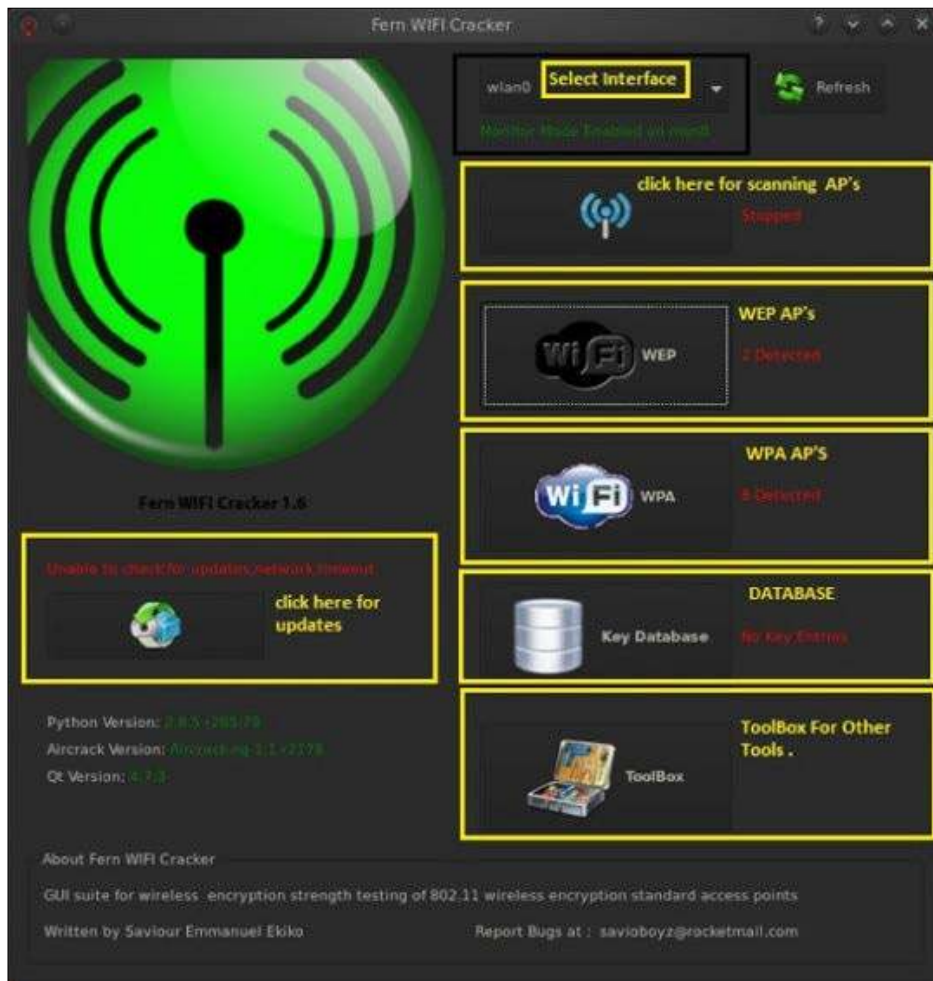 Fern WIFI Cracker
wlan0
Select Interface
Refresh
Monitor Mode Enabled on mon0
click here for scanning AP's
Stopped
WiFi
WEP
WEP AP's
2 Detected
WiFi
WPA
WPA AP'S
8 Detected
Fern WIFI Cracker 1.6
Unable to check for updates,network timeout
click here for
updates
Key Database
DATABASE
No Key Entries
ToolBox
ToolBox For Other
Tools .
Python Version:
Aircrack Version:
Qt Version:
About Fern WIFI Cracker
GUI suite for wireless encryption strength testing of 802.11 wireless encryption standard access points
Written by Saviour Emmanuel Ekiko
Report Bugs at : savioboyz@rocketmail.com